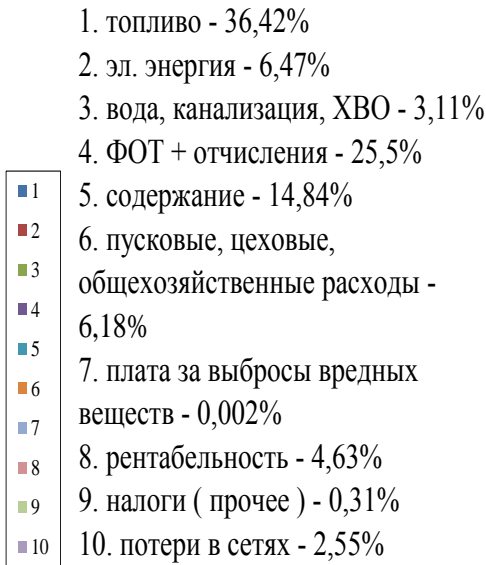 1. топливо - 36,42%
2. эл. энергия - 6,47%
3. вода, канализация, ХВО - 3,11%
4. ФОТ + отчисления - 25,5%
5. содержание - 14,84%
6. пусковые, цеховые,
общехозяйственные расходы -
6,18%
7. плата за выбросы вредных
веществ - 0,002%
8. рентабельность - 4,63%
9. налоги ( прочее ) - 0,31%
10. потери в сетях - 2,55%
1
2
3
4
5
6
7
8
9
10